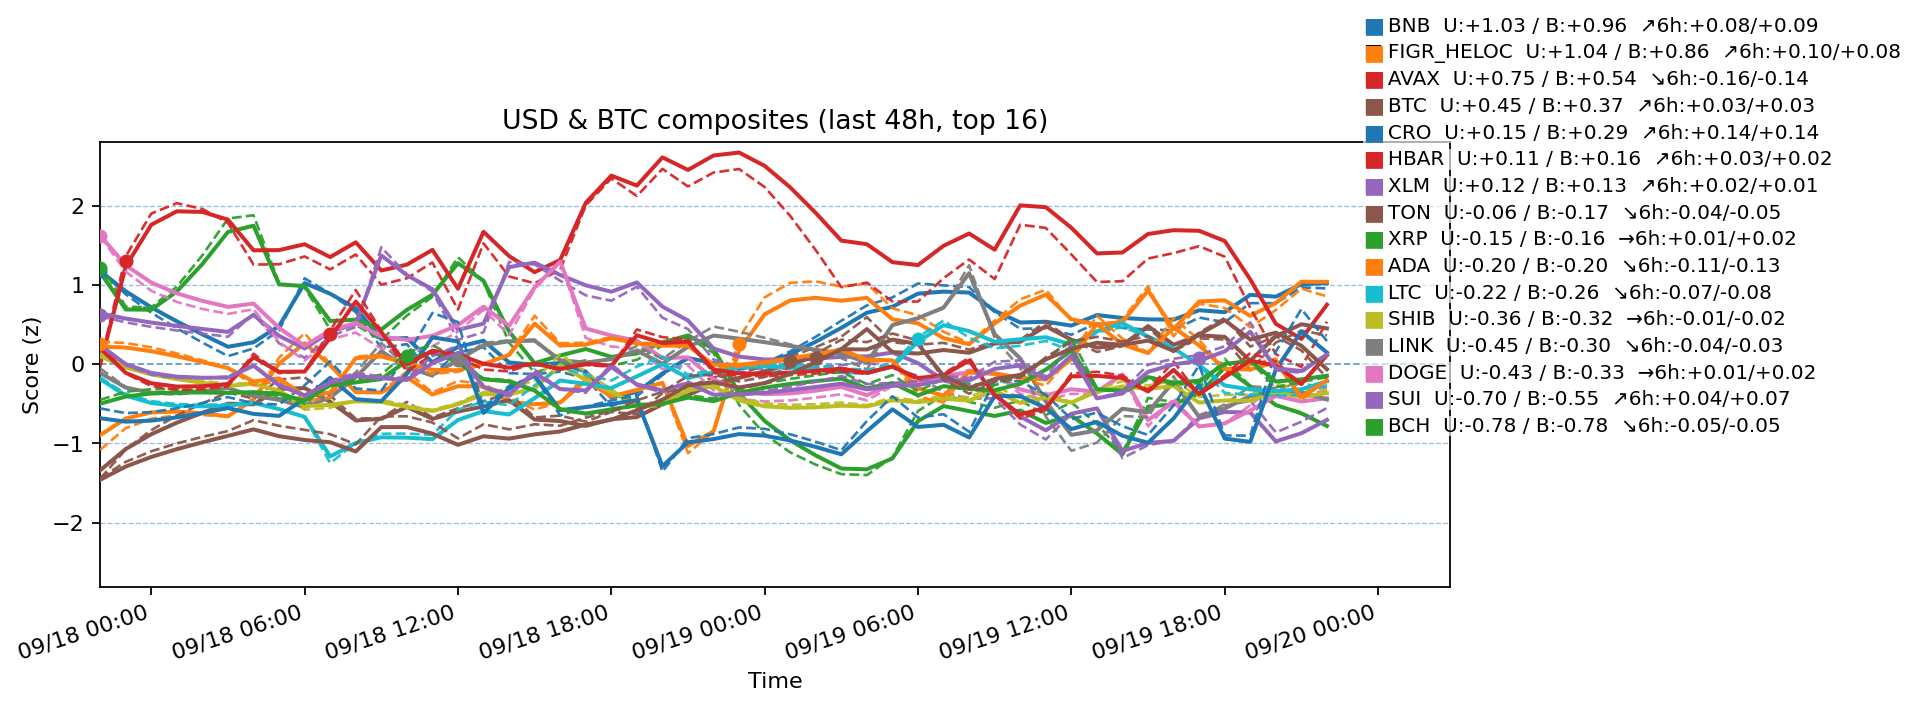 BNB U:+1.03 / B:+0.96 ↗6h:+0.08/+0.09
FIGR_HELOC U:+1.04 / B:+0.86 ↗6h:+0.10/+0.08
AVAX U:+0.75 / B:+0.54 ↘6h:-0.16/-0.14
BTC U:+0.45 / B:+0.37 ↗6h:+0.03/+0.03
CRO U:+0.15 / B:+0.29 ↗6h:+0.14/+0.14
HBAR U:+0.11 / B:+0.16 ↗6h:+0.03/+0.02
XLM U:+0.12 / B:+0.13 ↗6h:+0.02/+0.01
TON U:-0.06 / B:-0.17 ↘6h:-0.04/-0.05
XRP U:-0.15 / B:-0.16 →6h:+0.01/+0.02
ADA U:-0.20 / B:-0.20 ↘6h:-0.11/-0.13
LTC U:-0.22 / B:-0.26 ↘6h:-0.07/-0.08
SHIB U:-0.36 / B:-0.32 →6h:-0.01/-0.02
LINK U:-0.45 / B:-0.30 ↘6h:-0.04/-0.03
DOGE U:-0.43 / B:-0.33 →6h:+0.01/+0.02
SUI U:-0.70 / B:-0.55 ↗6h:+0.04/+0.07
BCH U:-0.78 / B:-0.78 ↘6h:-0.05/-0.05
USD & BTC composites (last 48h, top 16)
Score (z)
2
1
0
−1
−2
09/18 00:00
09/18 06:00
09/18 12:00
09/18 18:00
09/19 00:00
09/19 06:00
09/19 12:00
09/19 18:00
09/20 00:00
Time